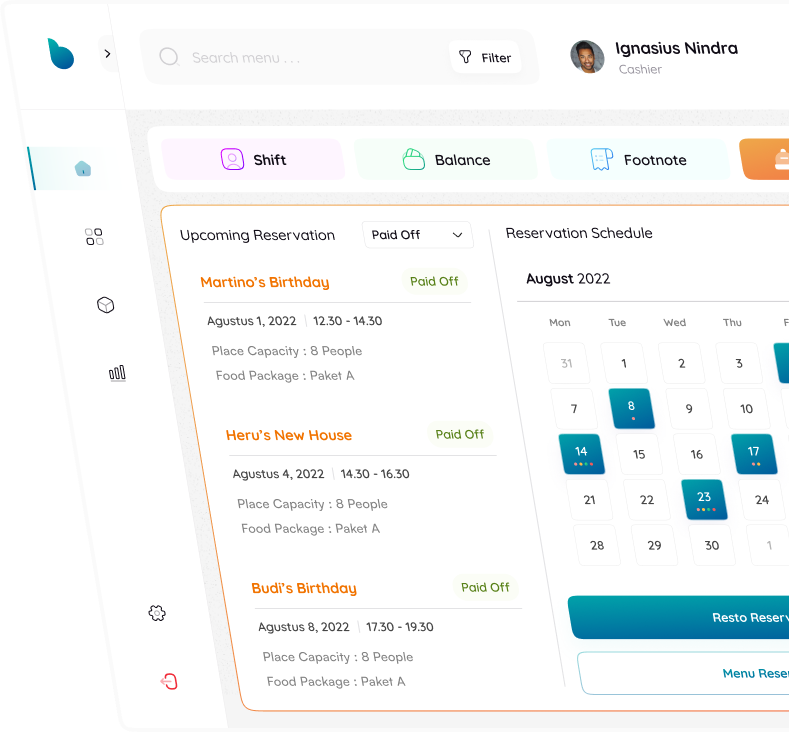 Search menu . . .
Filter
Ignasius Nindra
Cashier
Shift
Balance
Footnote
Upcoming Reservation
Paid Off
Martino's Birthday
Paid Off
Agustus 1, 2022
12.30 - 14.30
Place Capacity : 8 People
Food Package : Paket A
Heru's New House
Paid Off
Agustus 4, 2022
14.30 - 16.30
Place Capacity : 8 People
Food Package : Paket A
Budi's Birthday
Paid Off
Agustus 8, 2022
17.30 - 19.30
Place Capacity : 8 People
Food Package : Paket A
Reservation Schedule
August 2022
Mon Tue Wed Thu
31 1 2 3
7 8 9 10
14 15 16 17
21 22 23 24
28 29 30 1
Resto Reserv
Menu Rese